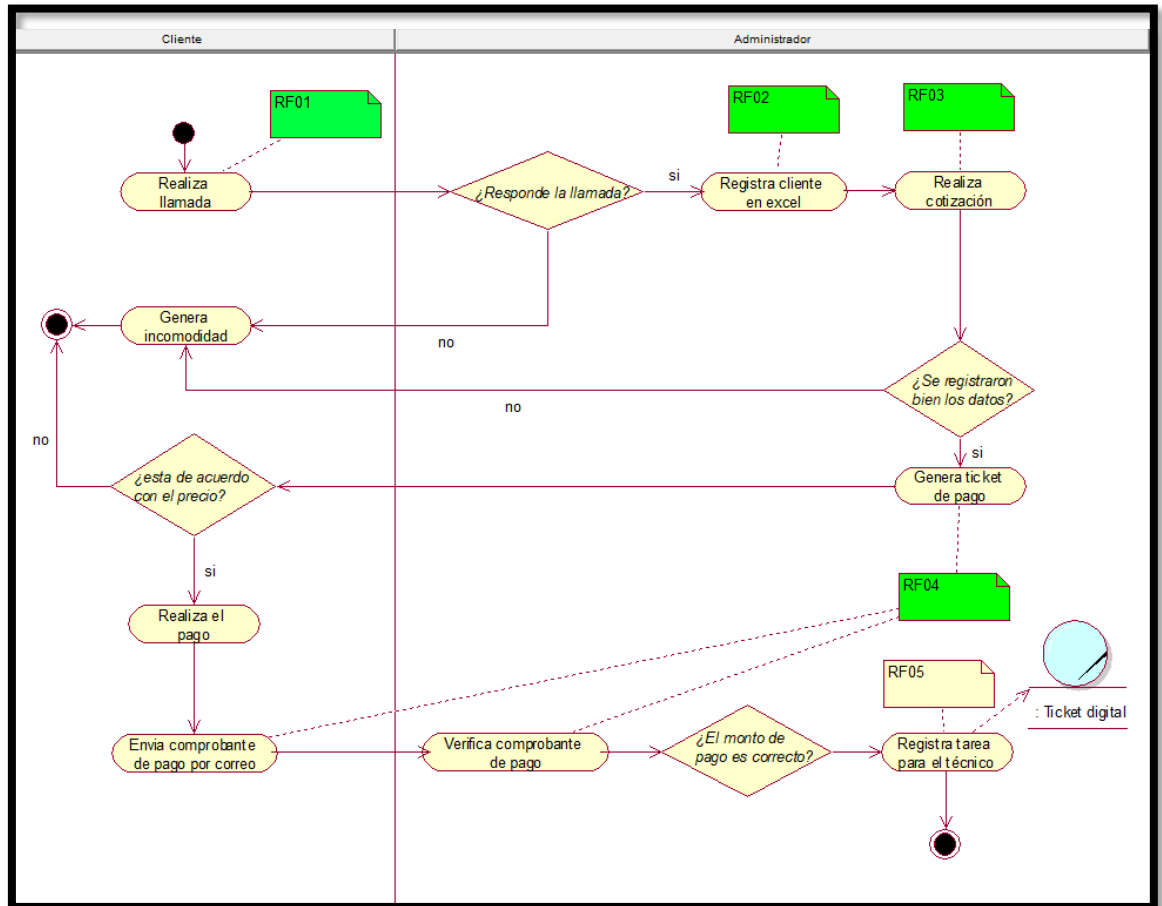 Cliente
Administrador
RF01
RF02
RF03
Realiza
llamada
¿Responde la llamada?
si
Registra cliente
en excel
Realiza
cotización
Genera
incomodidad
no
¿Se registraron
bien los datos?
no
no
si
¿esta de acuerdo
con el precio?
Genera ticket
de pago
si
RF04
Realiza el
pago
RF05
: Ticket digital
Envia comprobante
de pago por correo
Verifica comprobante
de pago
¿El monto de
pago es correcto?
Registra tarea
para el técnico